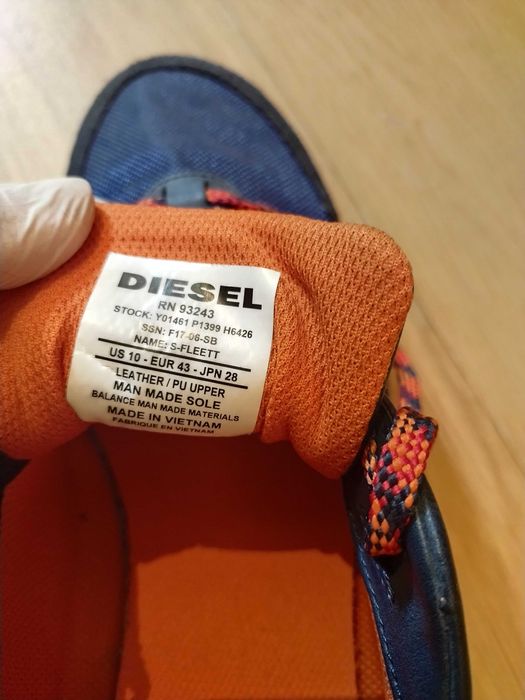 DIESEL
RN 93243
STOCK: Y01461 P1399 H6426
SSN: F17-06-SB
NAME: S-FLEETT
US 10 - EUR 43 - JPN 28
LEATHER / PU UPPER
MAN MADE SOLE
BALANCE MAN MADE MATERIALS
MADE IN VIETNAM
FABRIQUE EN VIETNAM